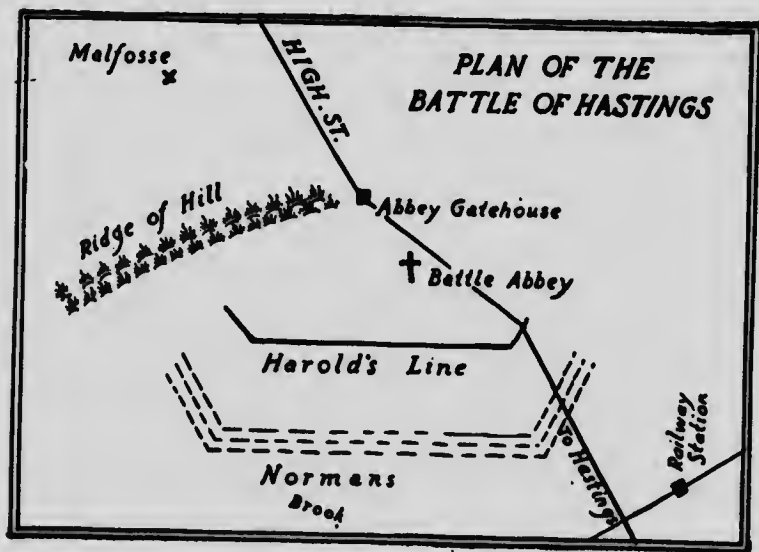 Malfosse
HIGH. ST.
PLAN OF THE
BATTLE OF HASTINGS
Ridge of Hill
Abbey Gatehouse
Battle Abbey
Harold's Line
Normans
Brook
To Hastings
Railway
Station